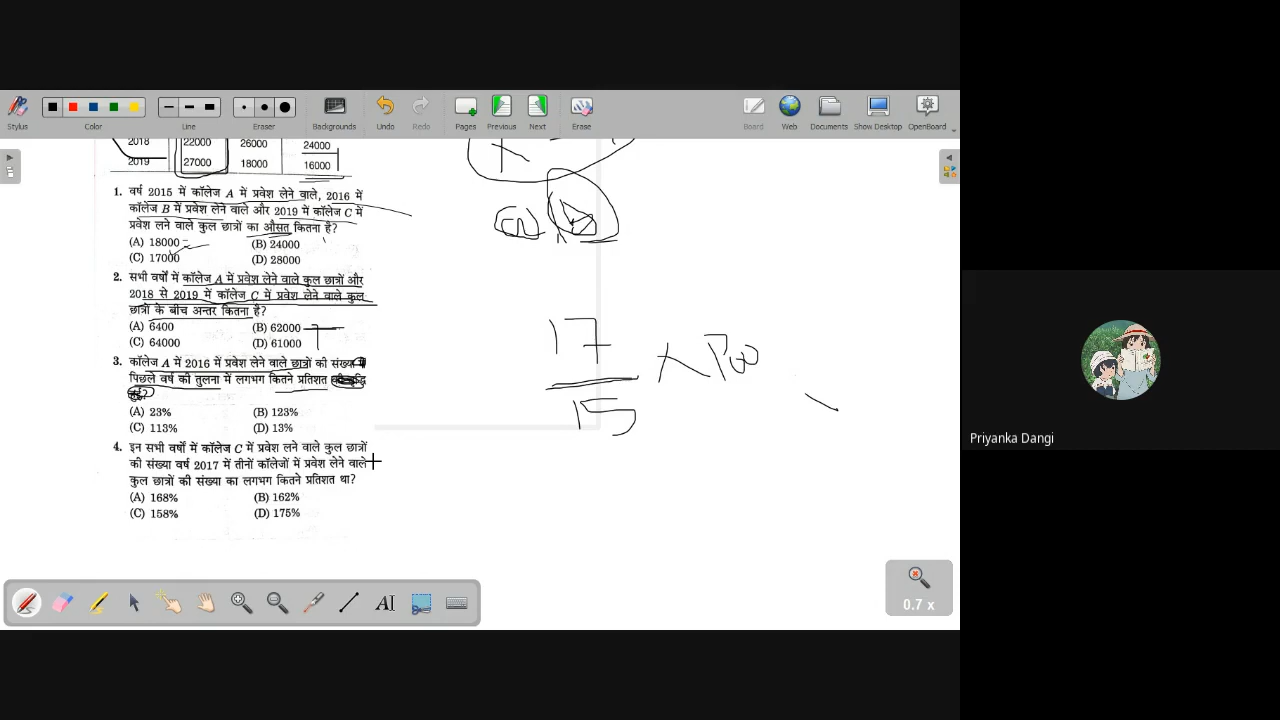 Stylus Color Line Eraser Backgrounds Undo Redo Pages Previous Next Erase Board Web Documents Show Desktop OpenBoard
2018 22000 26000 24000
2019 27000 18000 16000
1. वर्ष 2015 में कॉलेज A में प्रवेश लेने वाले, 2016 में
कॉलेज B में प्रवेश लेने वाले और 2019 में कॉलेज C में
प्रवेश लेने वाले कुल छात्रों का औसत कितना है?
(A) 18000 (B) 24000
(C) 17000 (D) 28000
2. सभी वर्षों में कॉलेज A में प्रवेश लेने वाले कुल छात्रों और
2018 से 2019 में कॉलेज C में प्रवेश लेने वाले कुल
छात्रों के बीच अन्तर कितना है?
(A) 6400 (B) 62000
(C) 64000 (D) 61000
3. कॉलेज A में 2016 में प्रवेश लेने वाले छात्रों की संख्या
पिछले वर्ष की तुलना में लगभग कितने प्रतिशत
(A) 23% (B) 123%
(C) 113% (D) 13%
4. इन सभी वर्षों में कॉलेज C में प्रवेश लने वाले कुल छात्रों
की संख्या वर्ष 2017 में तीनों कॉलेजों में प्रवेश लेने वाले
कुल छात्रों की संख्या का लगभग कितने प्रतिशत था?
(A) 168% (B) 162%
(C) 158% (D) 175%
17
15
× 100
0.7 x
Priyanka Dangi